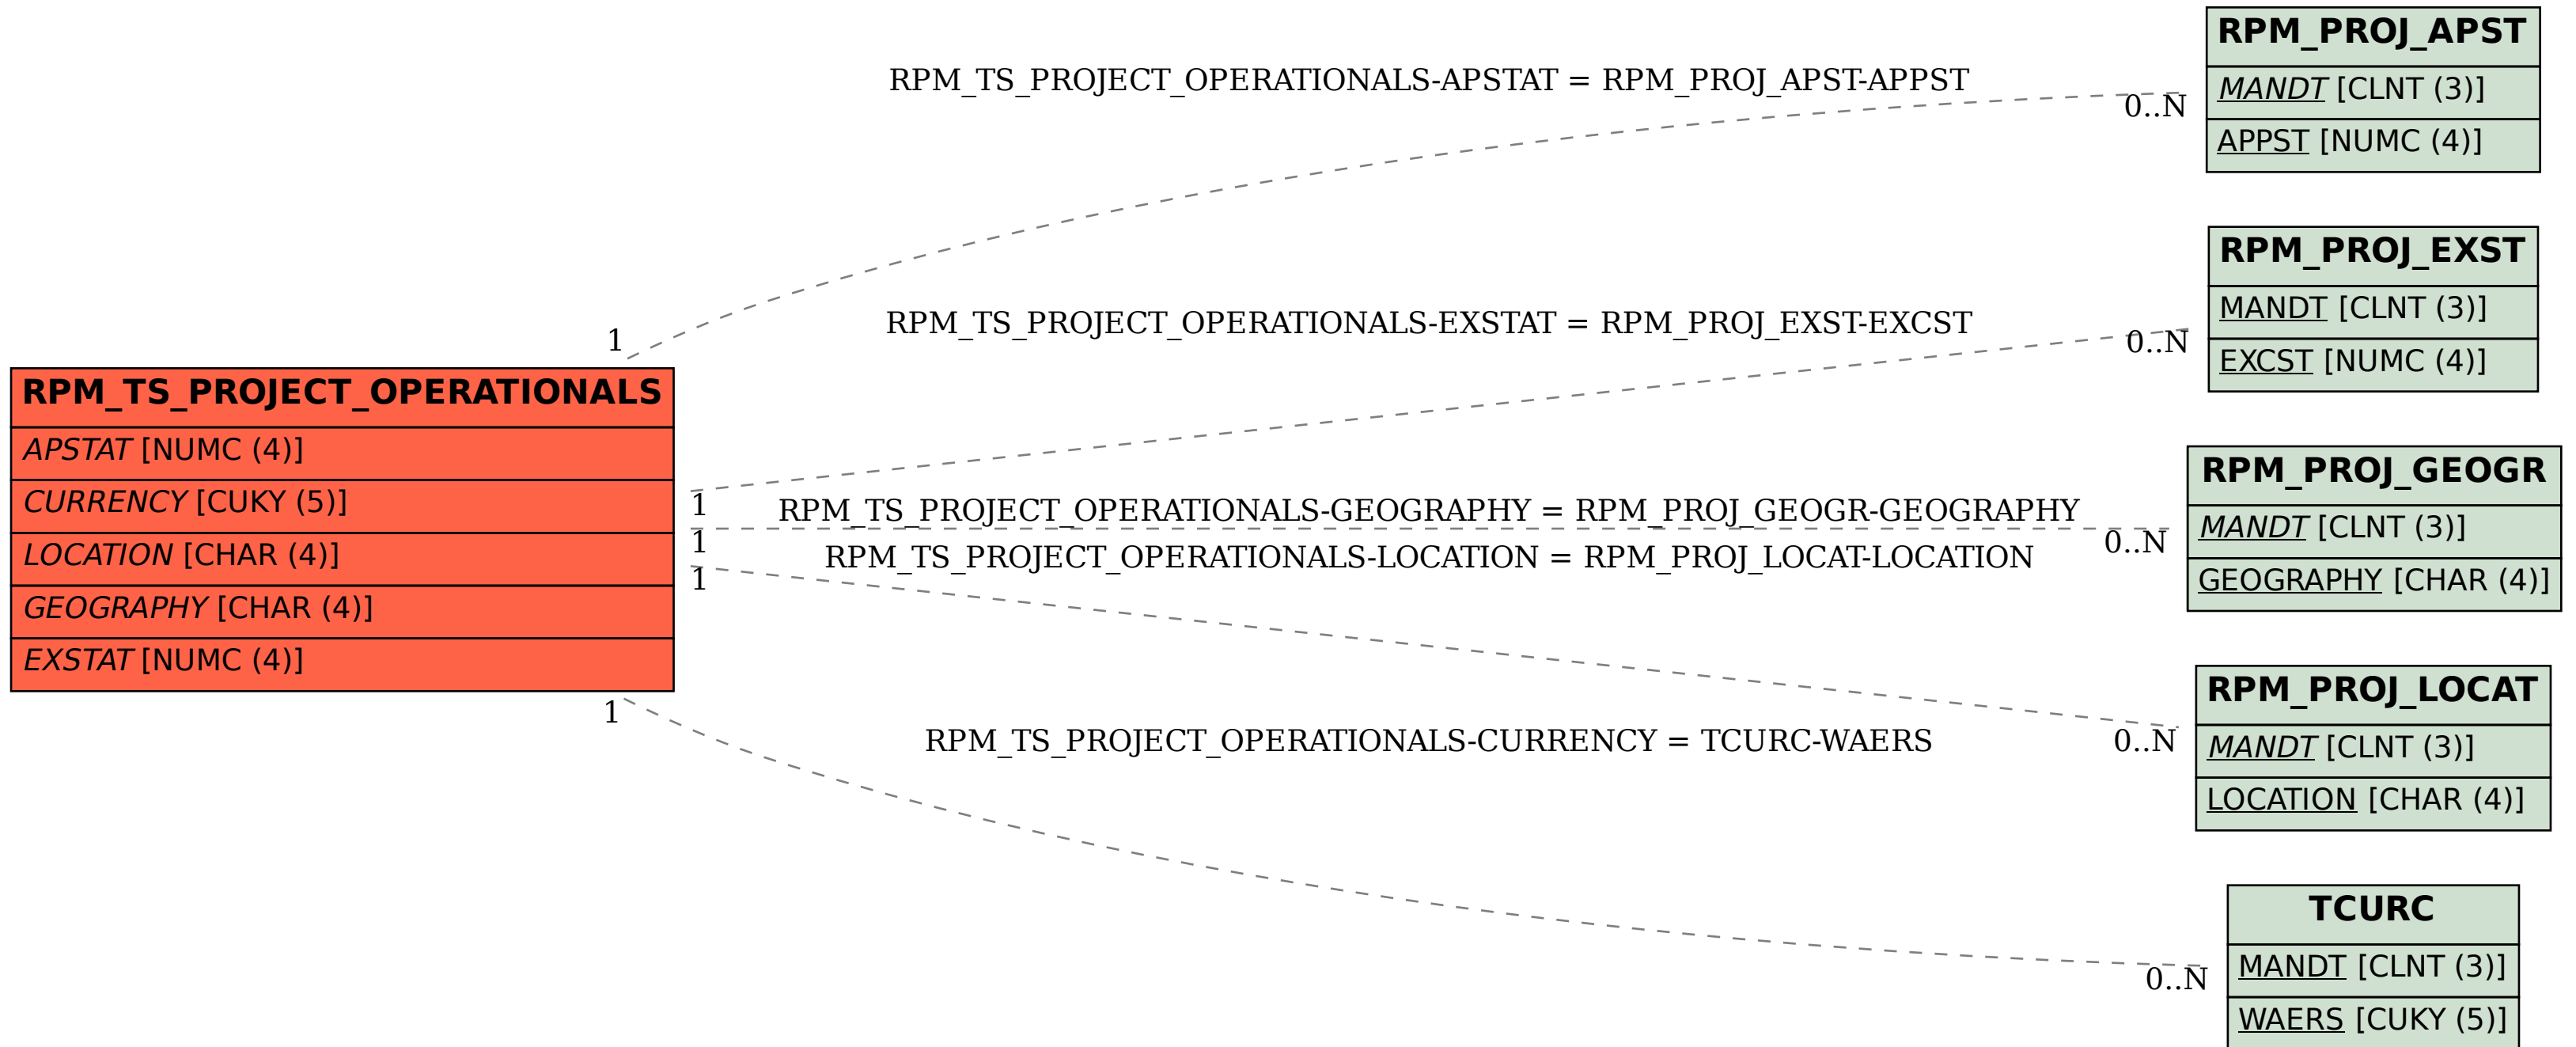 RPM_PROJ_APST
MANDT [CLNT (3)]
APPST [NUMC (4)]
RPM_TS_PROJECT_OPERATIONALS-APSTAT = RPM_PROJ_APST-APPST
0..N
1
RPM_PROJ_EXST
MANDT [CLNT (3)]
EXCST [NUMC (4)]
RPM_TS_PROJECT_OPERATIONALS-EXSTAT = RPM_PROJ_EXST-EXCST
0..N
1
RPM_TS_PROJECT_OPERATIONALS
APSTAT [NUMC (4)]
CURRENCY [CUKY (5)]
LOCATION [CHAR (4)]
GEOGRAPHY [CHAR (4)]
EXSTAT [NUMC (4)]
RPM_TS_PROJECT_OPERATIONALS-GEOGRAPHY = RPM_PROJ_GEOGR-GEOGRAPHY
1
0..N
RPM_PROJ_GEOGR
MANDT [CLNT (3)]
GEOGRAPHY [CHAR (4)]
RPM_TS_PROJECT_OPERATIONALS-LOCATION = RPM_PROJ_LOCAT-LOCATION
1
0..N
RPM_PROJ_LOCAT
MANDT [CLNT (3)]
LOCATION [CHAR (4)]
1
RPM_TS_PROJECT_OPERATIONALS-CURRENCY = TCURC-WAERS
0..N
TCURC
MANDT [CLNT (3)]
WAERS [CUKY (5)]